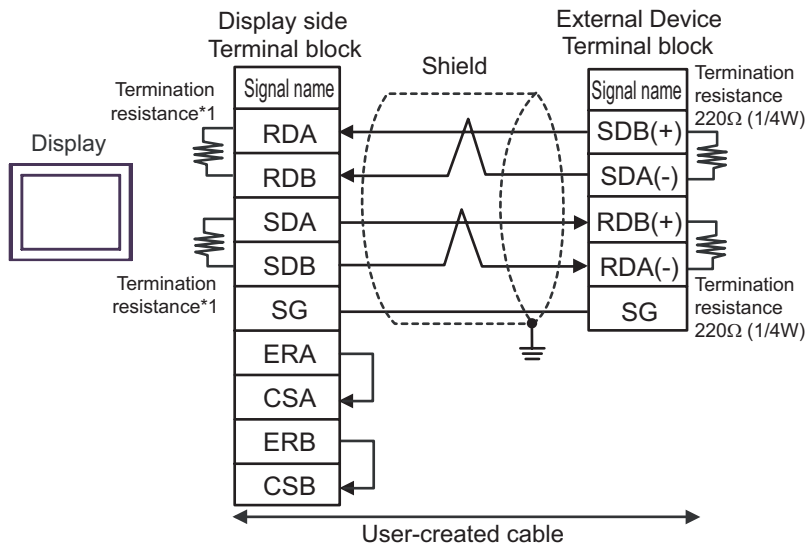 Display side
Terminal block
External Device
Terminal block
Shield
Termination
resistance*1
Display
Termination
resistance*1
Signal name
RDA
RDB
SDA
SDB
SG
ERA
CSA
ERB
CSB
Signal name
SDB(+)
SDA(-)
RDB(+)
RDA(-)
SG
Termination
resistance
220Ω (1/4W)
Termination
resistance
220Ω (1/4W)
User-created cable